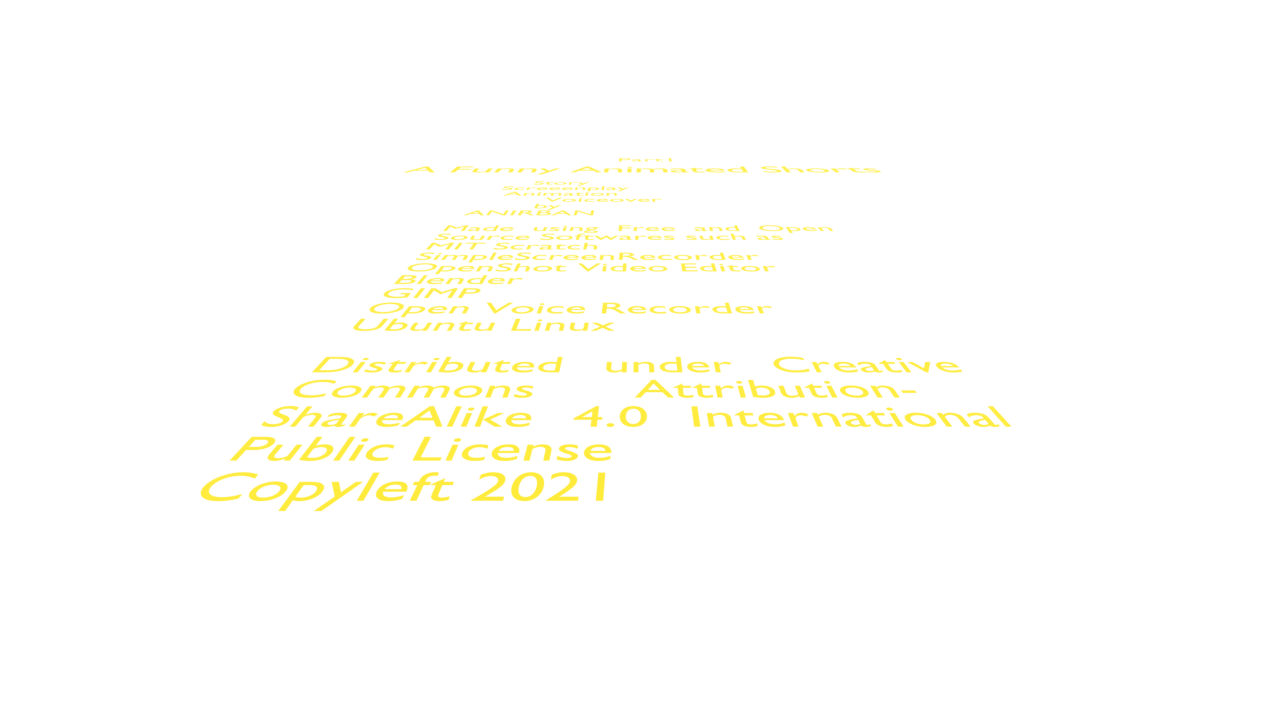 Part1
A Funny Animated Shorts
Story
Screeenplay
Animation
Voiceover
by
ANIRBAN
Made using Free and Open
Source Softwares such as
MIT Scratch
SimpleScreenRecorder
OpenShot Video Editor
Blender
GIMP
Open Voice Recorder
Ubuntu Linux
Distributed under Creative
Commons Attribution-
ShareAlike 4.0 International
Public License
Copyleft 2021